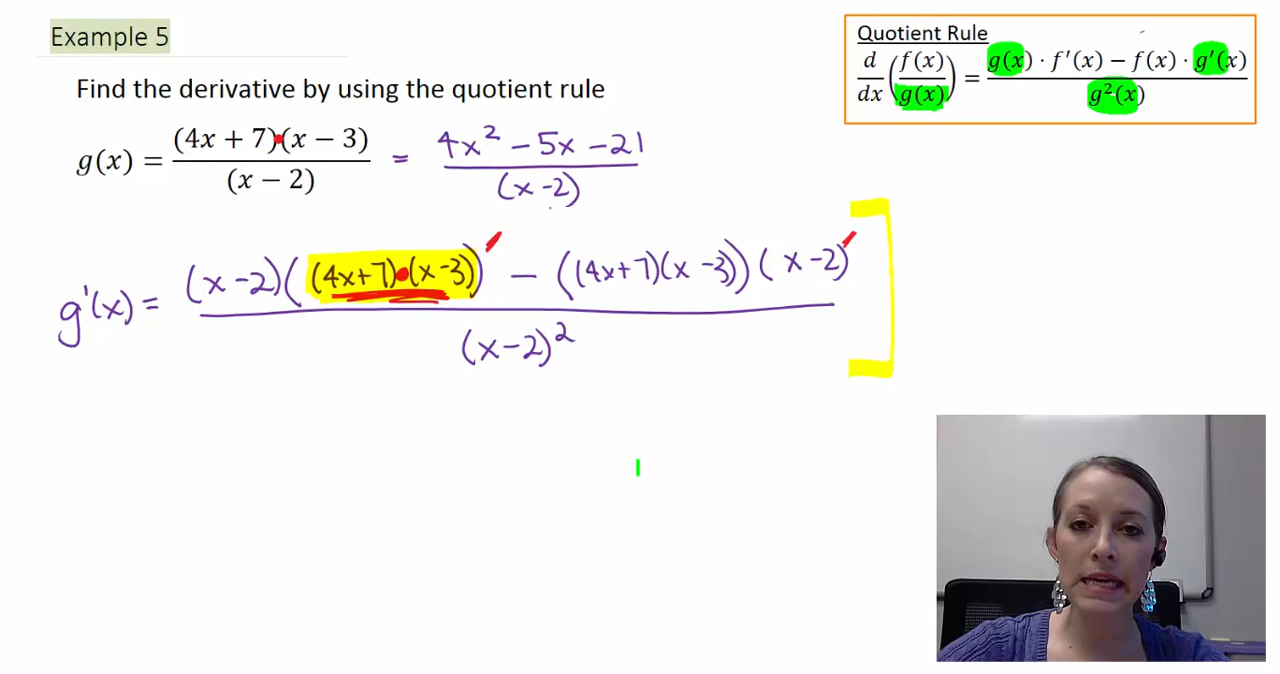 Example 5
Quotient Rule
d/dx (f(x)/g(x)) = (g(x) · f'(x) − f(x) · g'(x))/(g²(x))
Find the derivative by using the quotient rule
g(x) = ((4x + 7)•(x − 3))/((x − 2)) = (4x² − 5x − 21)/((x − 2))
g'(x) = ((x − 2)((4x+7)•(x − 3))' − ((4x+7)(x − 3))(x − 2)')/((x − 2)²)